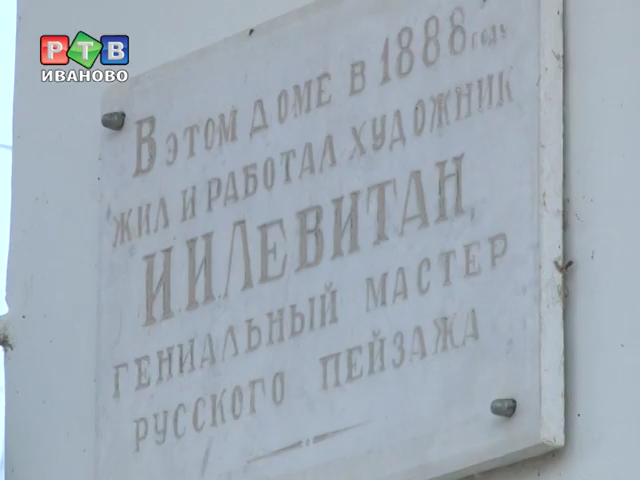 РТВ
ИВАНОВО
В ЭТОМ ДОМЕ В 1888 ГОДУ
ЖИЛ И РАБОТАЛ ХУДОЖНИК
И.И.ЛЕВИТАН,
ГЕНИАЛЬНЫЙ МАСТЕР
РУССКОГО ПЕЙЗАЖА